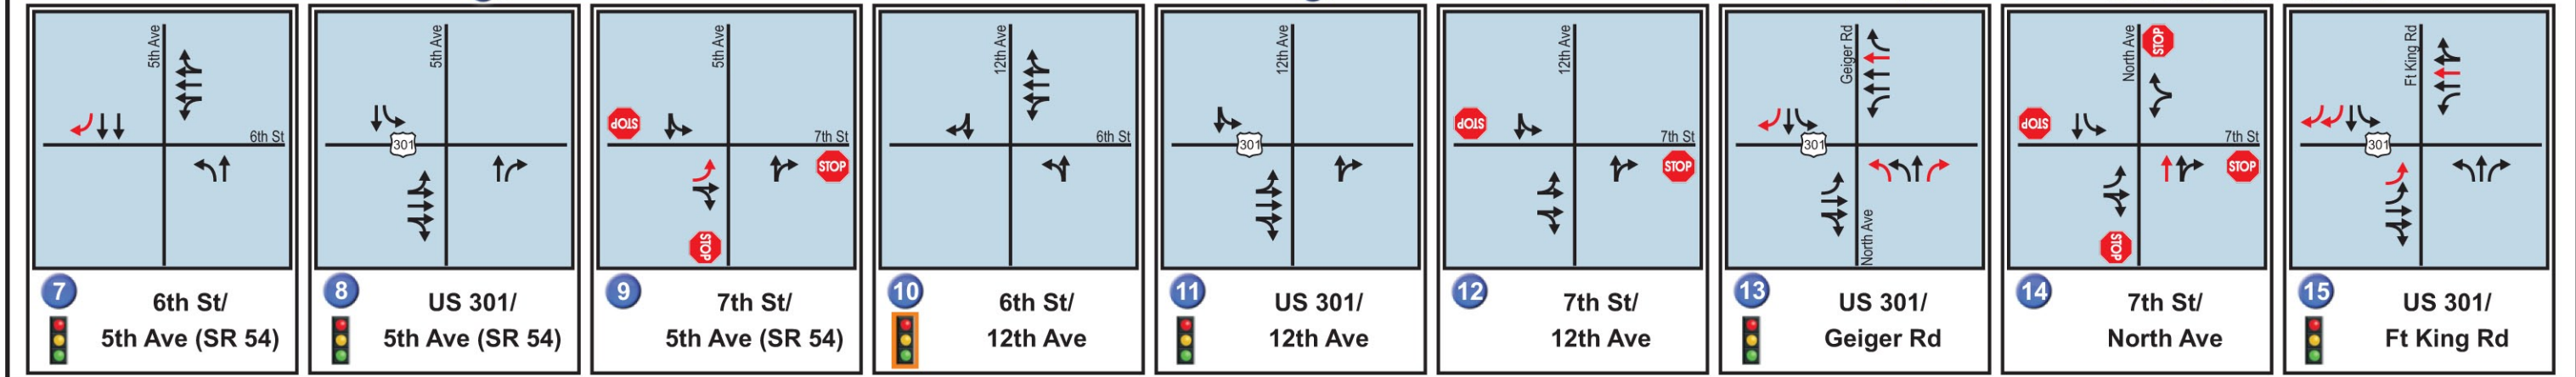 5th Ave
6th St
7
6th St/
5th Ave (SR 54)
5th Ave
301
8
US 301/
5th Ave (SR 54)
5th Ave
STOP
7th St
STOP
STOP
9
7th St/
5th Ave (SR 54)
12th Ave
6th St
10
6th St/
12th Ave
12th Ave
301
11
US 301/
12th Ave
12th Ave
STOP
7th St
STOP
12
7th St/
12th Ave
Geiger Rd
301
North Ave
13
US 301/
Geiger Rd
North Ave
STOP
STOP
7th St
STOP
STOP
14
7th St/
North Ave
Ft King Rd
301
15
US 301/
Ft King Rd